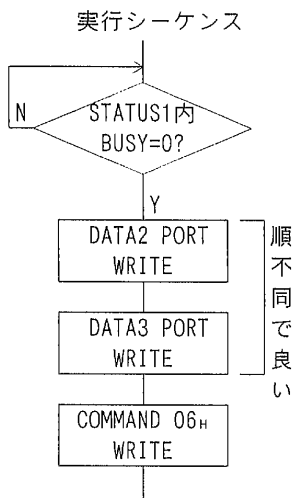 実行シーケンス
N
STATUS1内
BUSY=0?
Y
DATA2 PORT
WRITE
DATA3 PORT
WRITE
順不同で良い
COMMAND 06H
WRITE